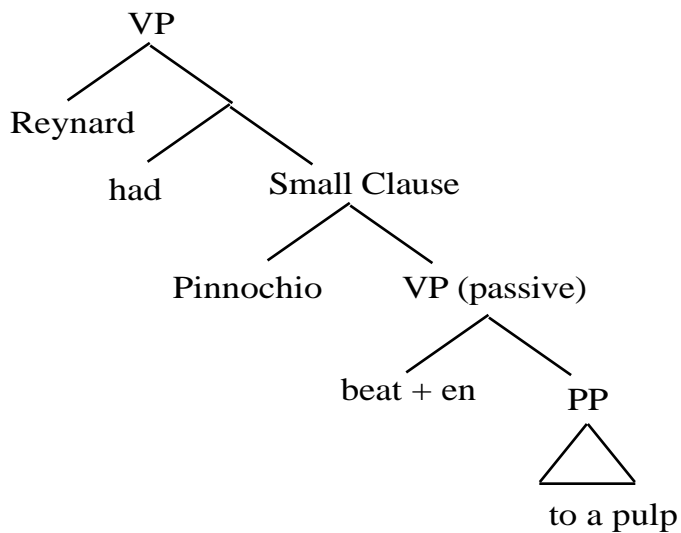 VP
Reynard
had
Small Clause
Pinnochio
VP (passive)
beat + en
PP
to a pulp